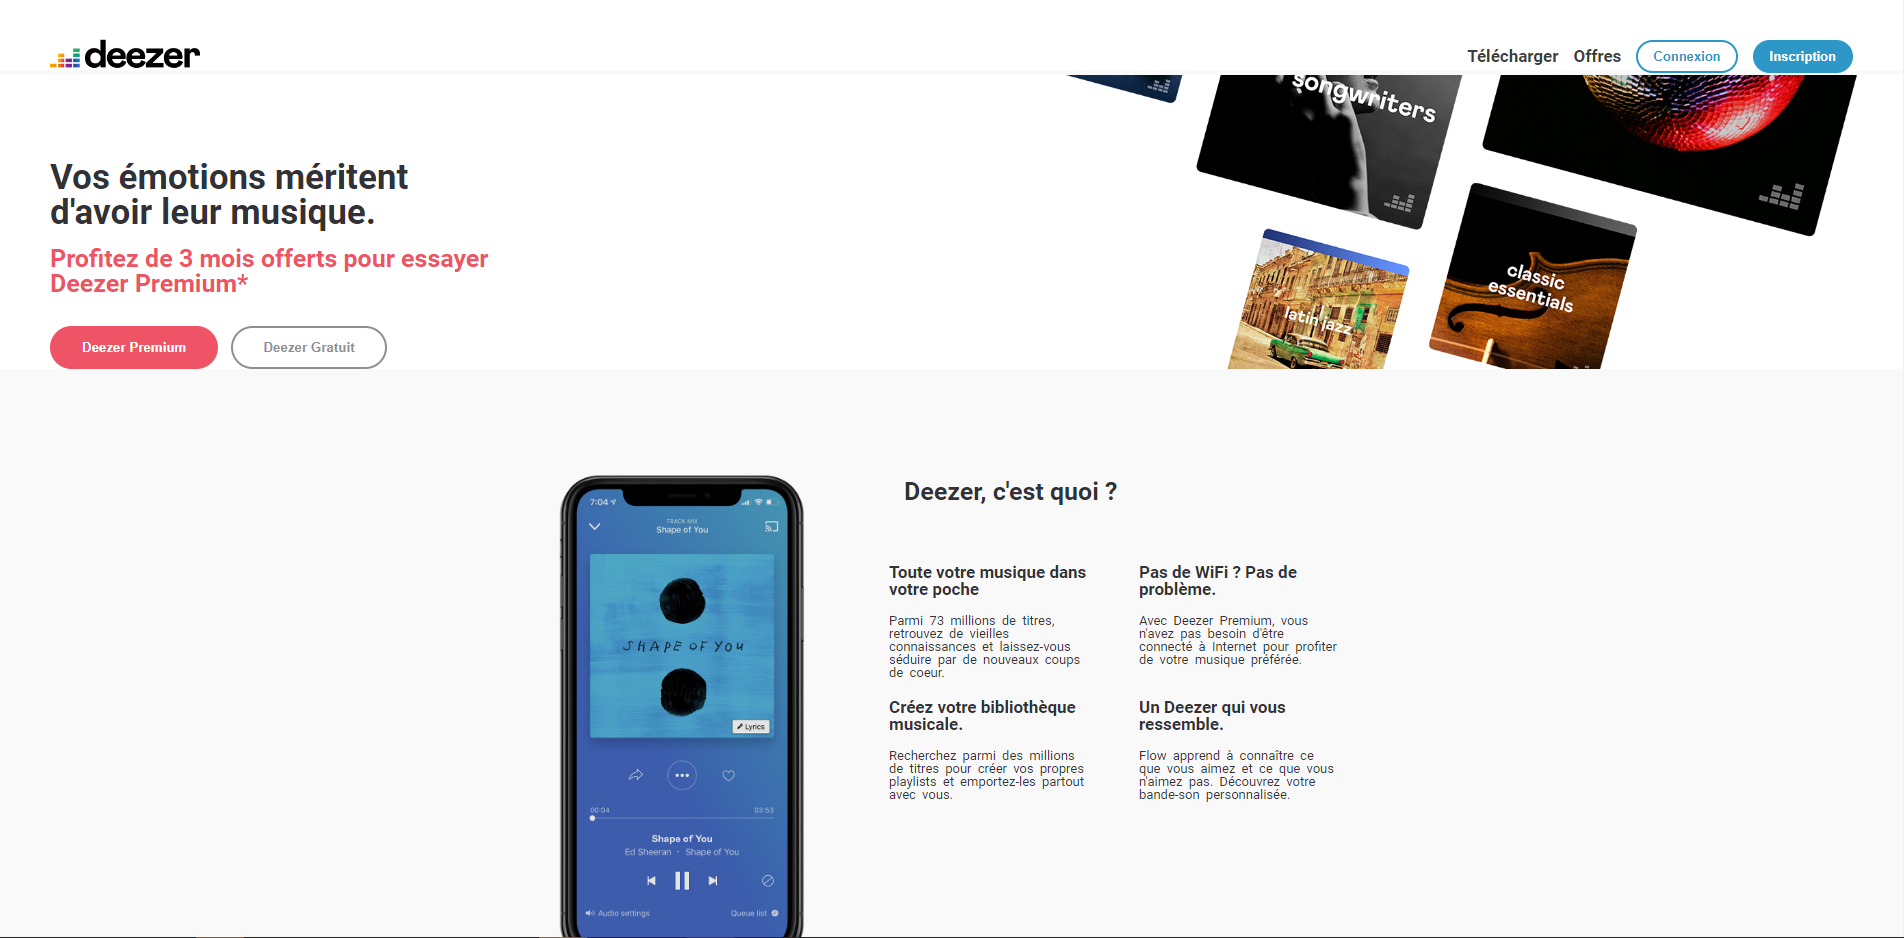 deezer
Télécharger
Offres
Connexion
Inscription
songwriters
latin jazz
classic
essentials
Vos émotions méritent
d'avoir leur musique.
Profitez de 3 mois offerts pour essayer
Deezer Premium*
Deezer Premium
Deezer Gratuit
7:04
TRACK MIX
Shape of You
SHAPE OF YOU
Lyrics
00:04
03:53
Shape of You
Ed Sheeran · Shape of You
Audio settings
Queue list
Deezer, c'est quoi ?
Toute votre musique dans
votre poche
Parmi 73 millions de titres,
retrouvez de vieilles
connaissances et laissez-vous
séduire par de nouveaux coups
de coeur.
Pas de WiFi ? Pas de
problème.
Avec Deezer Premium, vous
n'avez pas besoin d'être
connecté à Internet pour profiter
de votre musique préférée.
Créez votre bibliothèque
musicale.
Recherchez parmi des millions
de titres pour créer vos propres
playlists et emportez-les partout
avec vous.
Un Deezer qui vous
ressemble.
Flow apprend à connaître ce
que vous aimez et ce que vous
n'aimez pas. Découvrez votre
bande-son personnalisée.